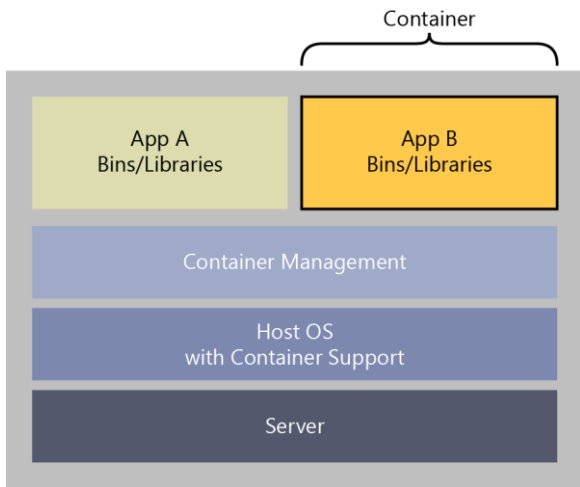 Container
App A
Bins/Libraries
App B
Bins/Libraries
Container Management
Host OS
with Container Support
Server